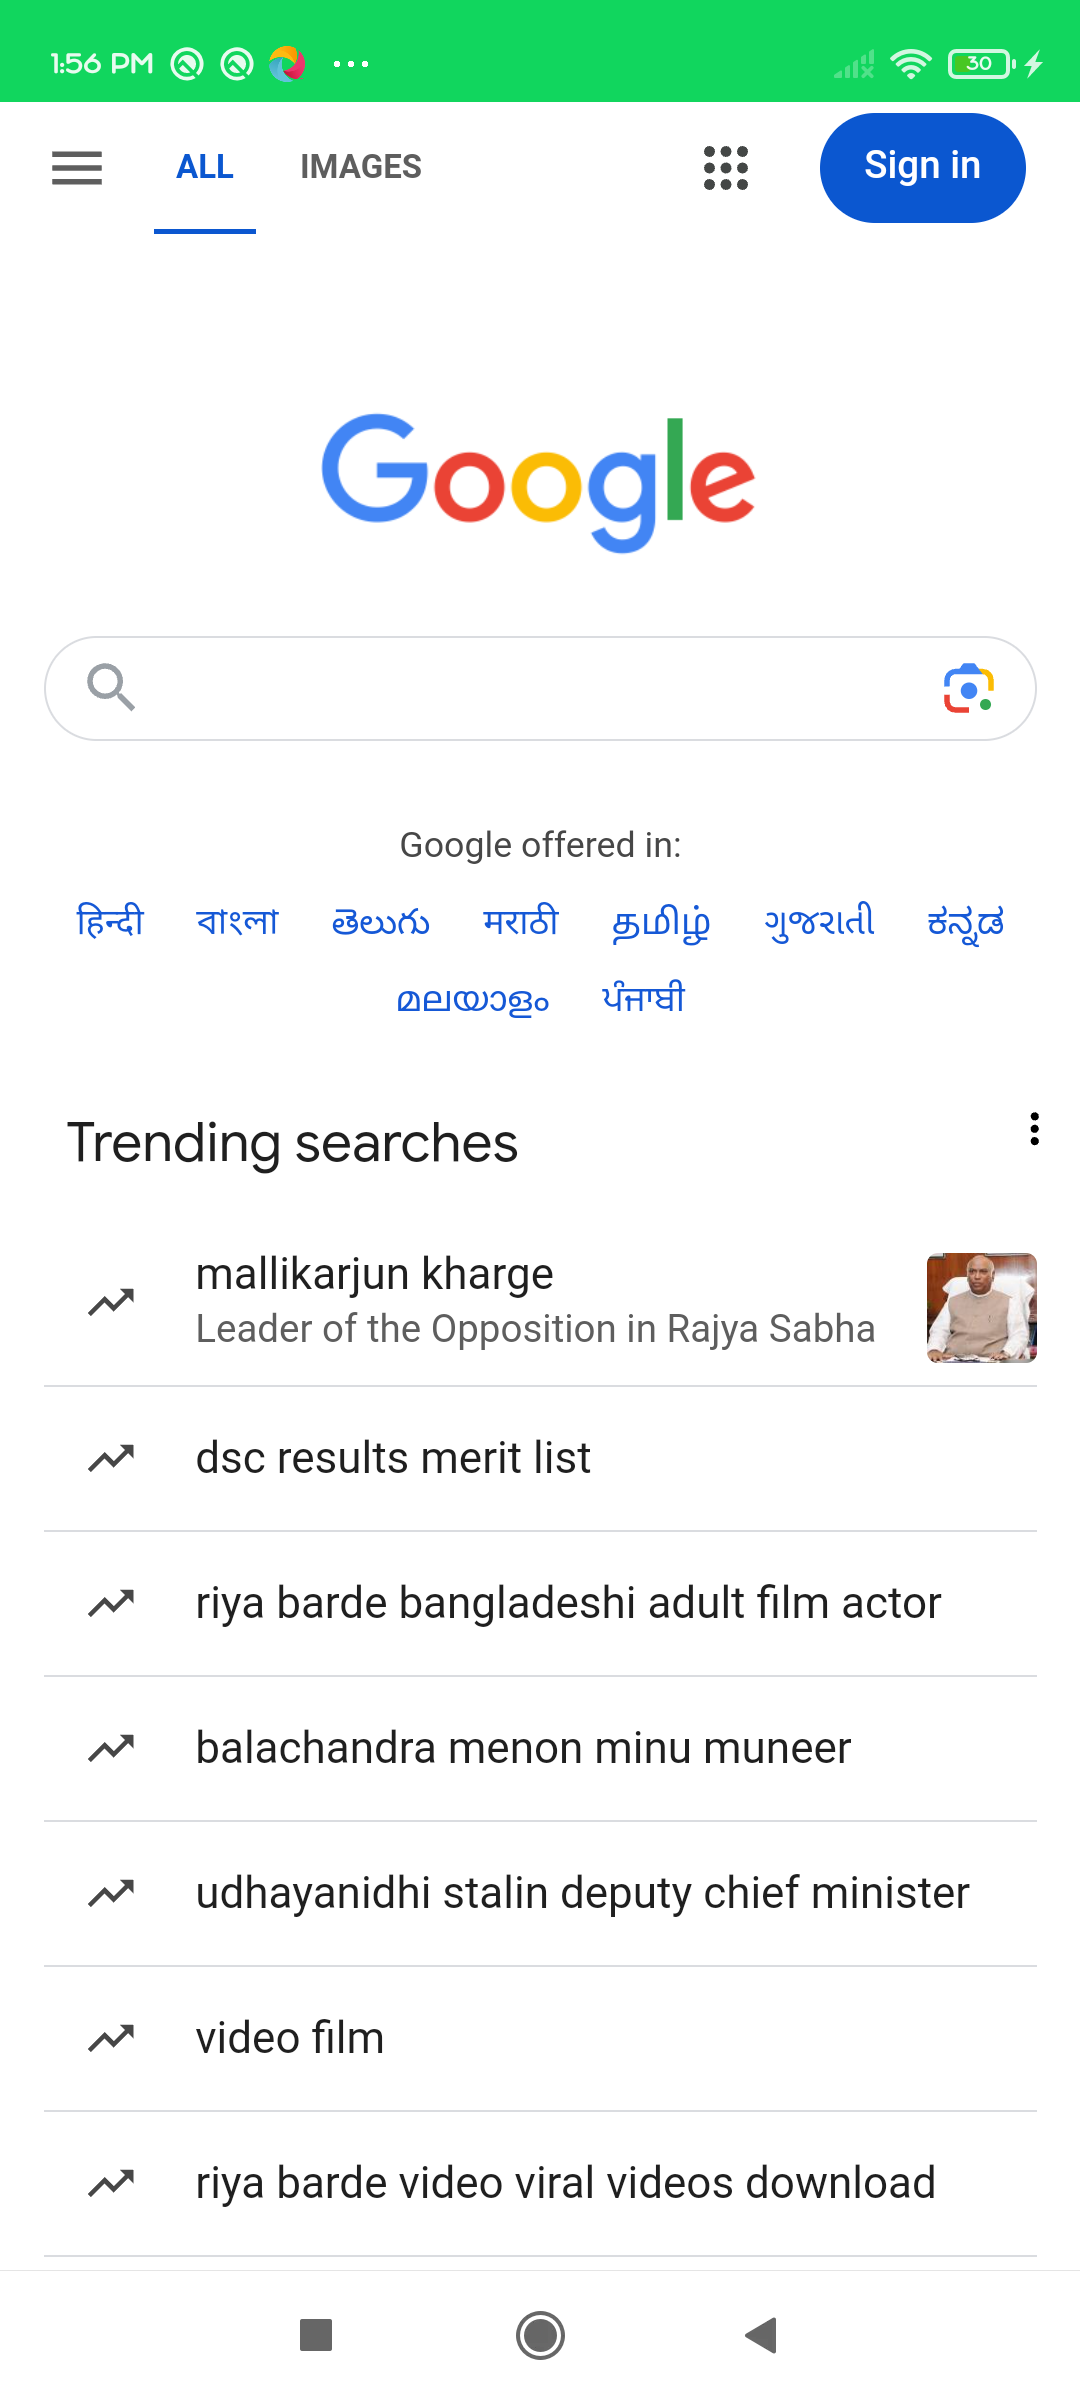 1:56 PM
30
ALL IMAGES Sign in
Google
Google offered in:
हिन्दी বাংলা తెలుగు मराठी தமிழ் ગુજરાતી ಕನ್ನಡ
മലയാളം ਪੰਜਾਬੀ
Trending searches
mallikarjun kharge
Leader of the Opposition in Rajya Sabha
dsc results merit list
riya barde bangladeshi adult film actor
balachandra menon minu muneer
udhayanidhi stalin deputy chief minister
video film
riya barde video viral videos download